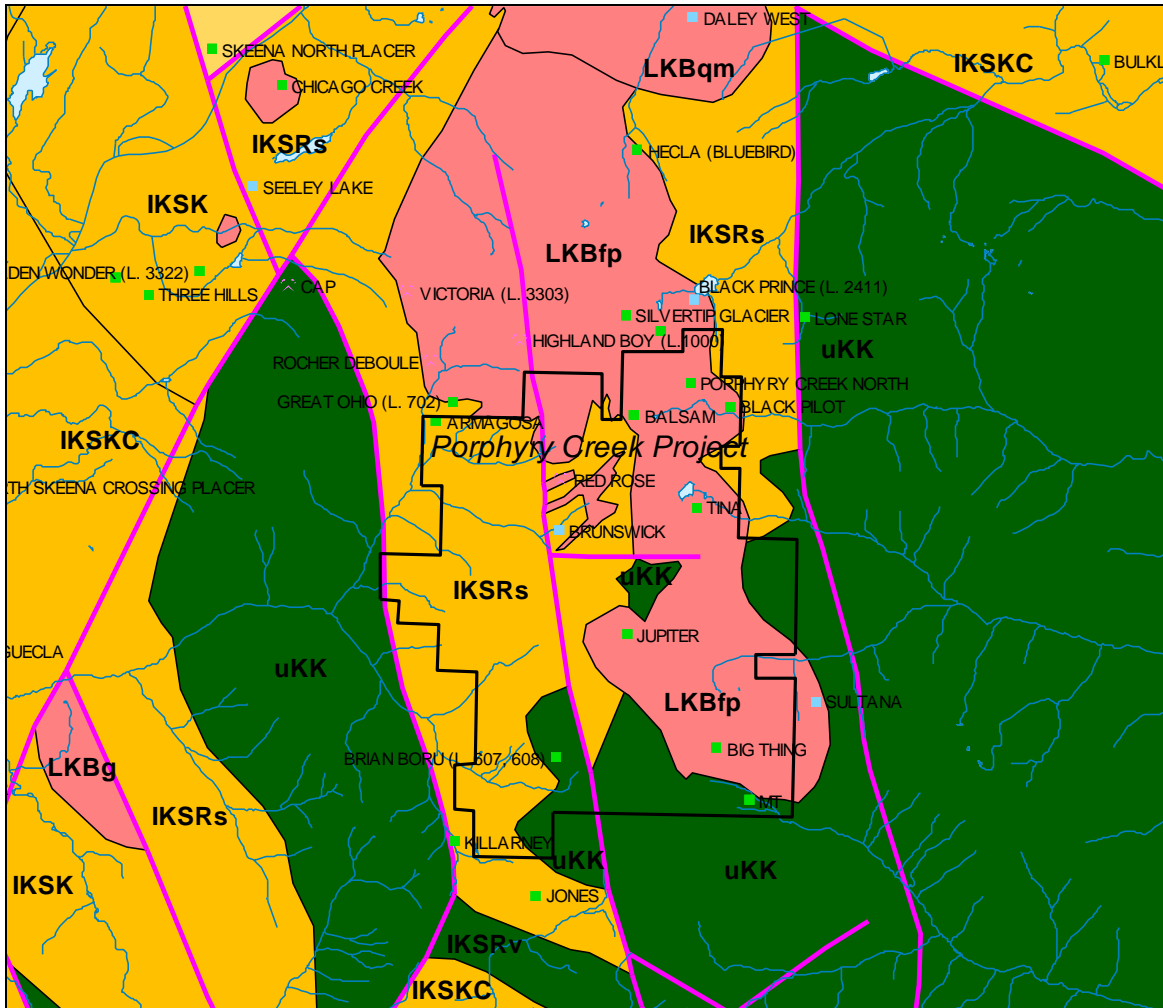 DALEY WEST
SKEENA NORTH PLACER
IKSKC
BULKL
LKBqm
CHICAGO CREEK
IKSRs
HECLA (BLUEBIRD)
SEELEY LAKE
IKSK
IKSRs
LKBfp
DEN WONDER (L. 3322)
CAP
THREE HILLS
VICTORIA (L. 3303)
BLACK PRINCE (L. 2411)
SILVERTIP GLACIER
LONE STAR
HIGHLAND BOY (L.1000)
uKK
ROCHER DEBOULE
PORPHYRY CREEK NORTH
GREAT OHIO (L. 702)
BLACK PILOT
ARMAGOSA
BALSAM
IKSKC
Porphyry Creek Project
RED ROSE
TH SKEENA CROSSING PLACER
TINA
BRUNSWICK
uKK
IKSRs
JUPITER
GUECLA
uKK
LKBfp
SULTANA
BIG THING
BRIAN BORU (L. 607, 608)
LKBg
MT
IKSRs
KILLARNEY
uKK
uKK
IKSK
JONES
IKSRv
IKSKC